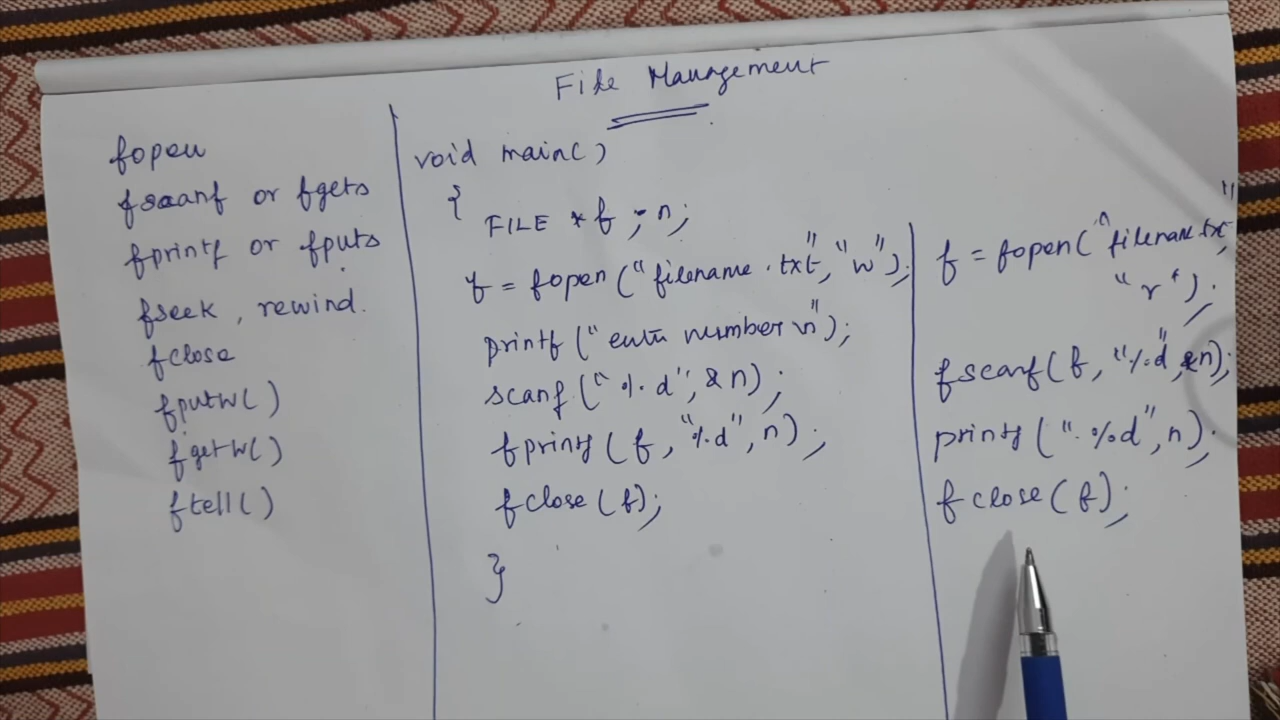 File Management
fopen
fscanf or fgets
fprintf or fputs
fseek, rewind.
fclose
fputw()
fgetw()
ftell()
void main()
{
FILE *f ; n;
f = fopen("filename.txt", "w");
printf("enter number \n");
scanf("%d", &n);
fprintf(f, "%d", n);
fclose(f);
}
f = fopen("filename.txt",
"r");
fscanf(f, "%d", &n);
printf("%d", n);
fclose(f);